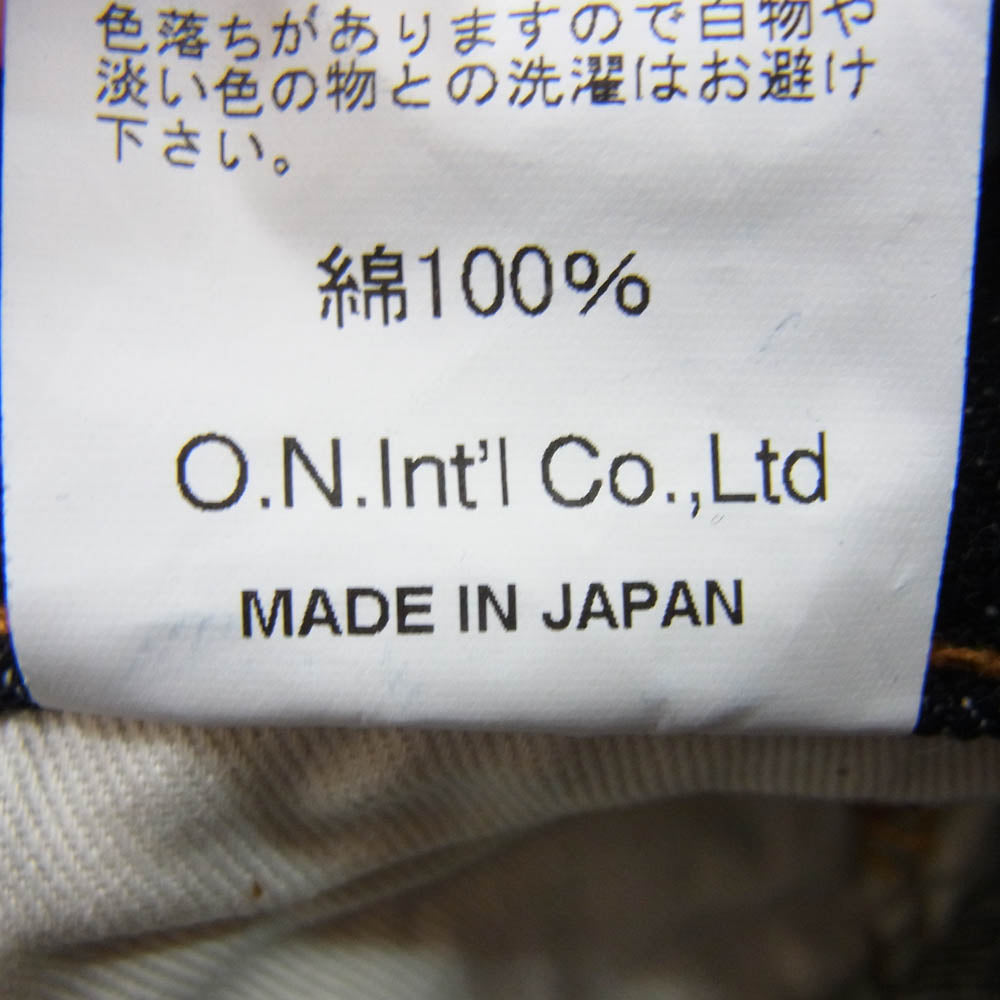 色落ちがありますので白物や
淡い色の物との洗濯はお避け
下さい。
綿100%
O.N.Int'l Co.,Ltd
MADE IN JAPAN